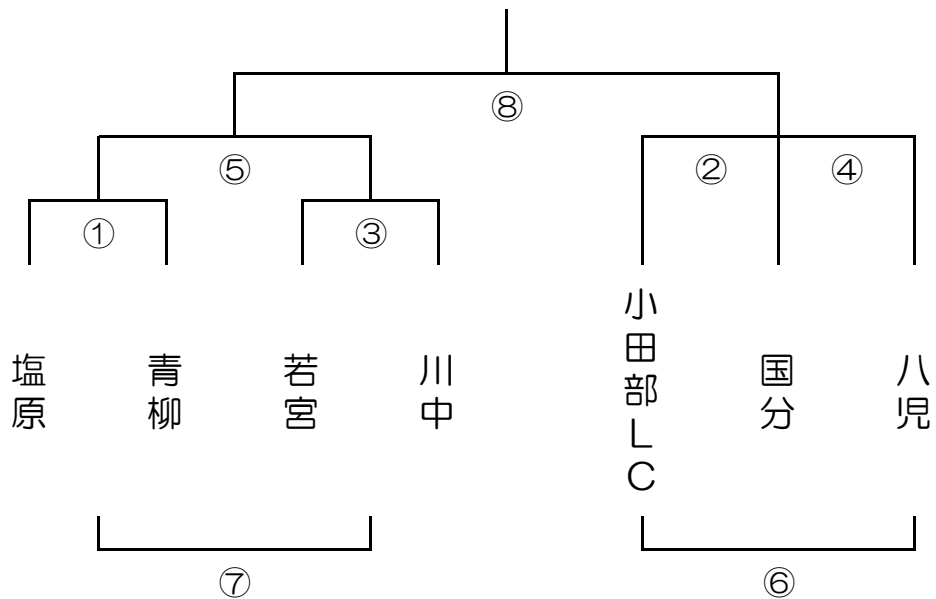 ⑧
⑤
②
④
①
③
塩原
青柳
若宮
川中
小田部LC
国分
八児
⑦
⑥